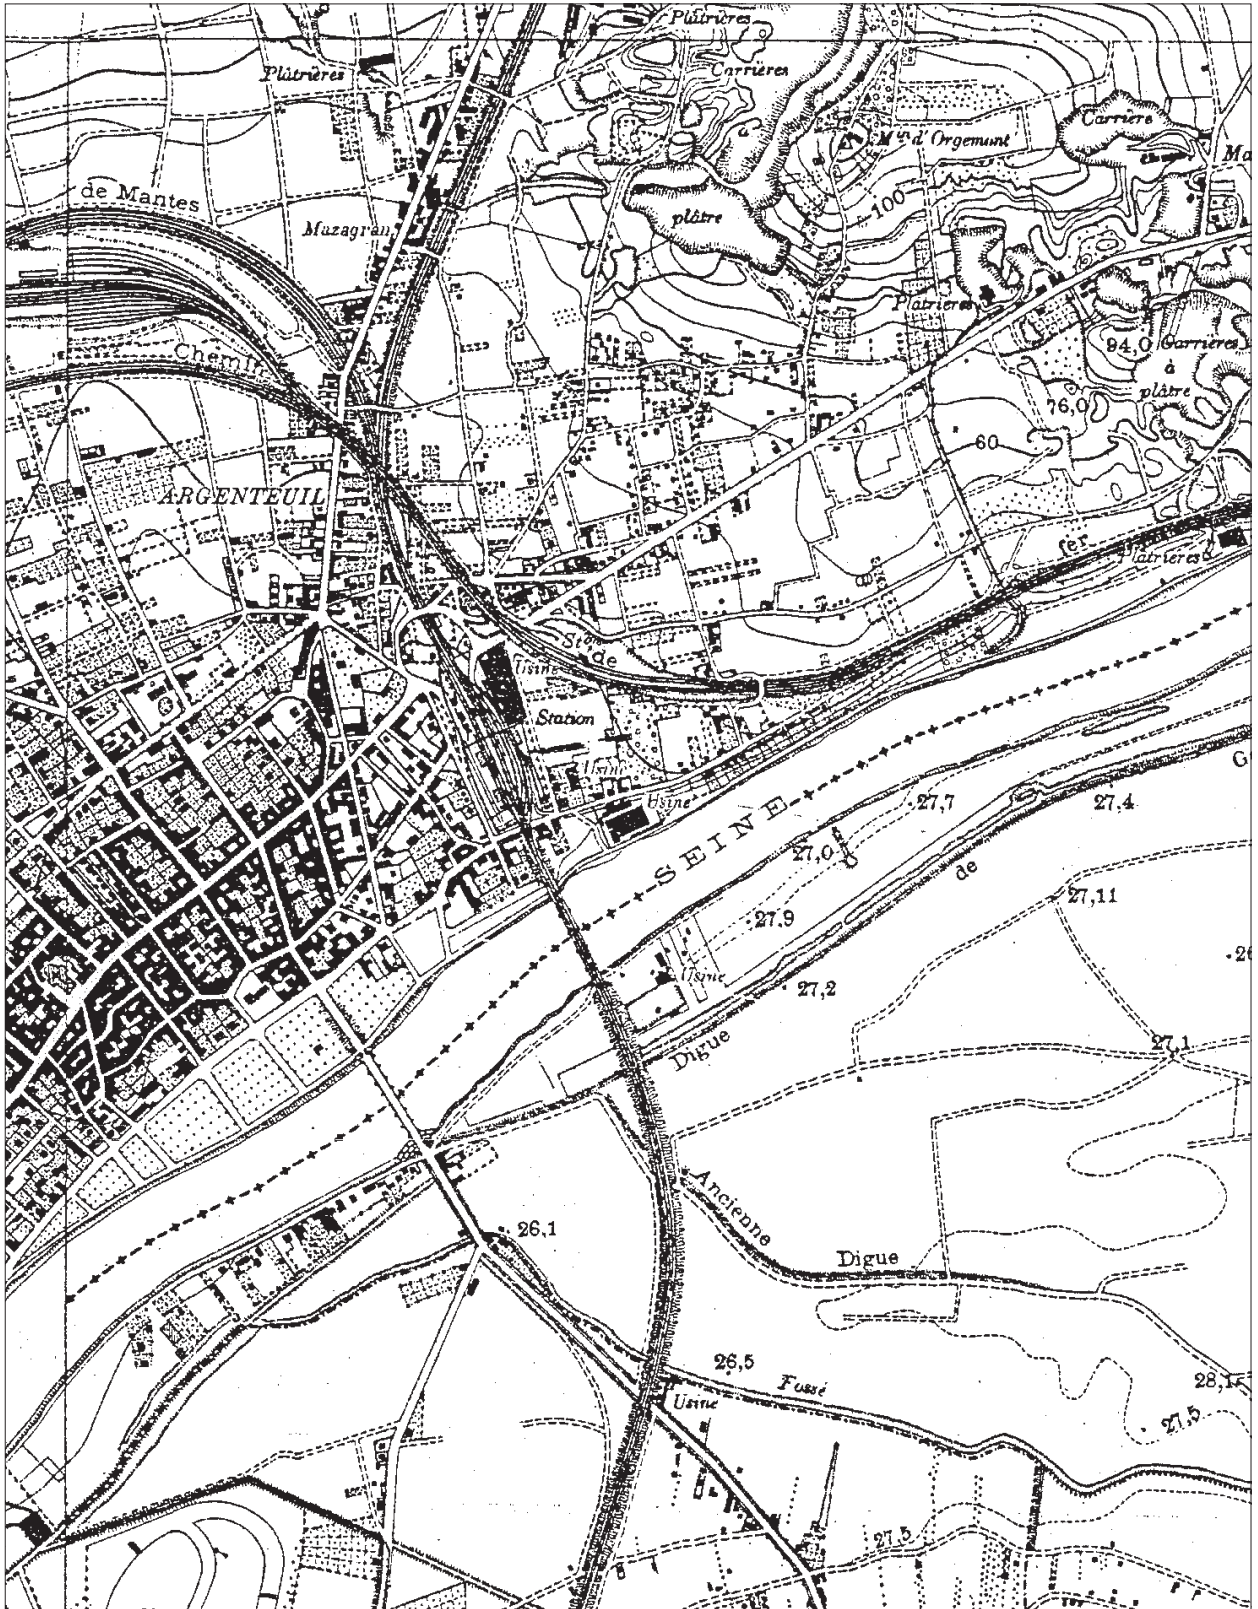 Plâtrières
Plâtrières
Carrières
à
plâtre
Carrière
Mⁱⁿ d'Orgemont
Ma
de Mantes
Mazagran
100
Plâtrières
94,0
Carrières
à
plâtre
76,0
60
Chemin
ARGENTEUIL
fer
Plâtrières
de
Usine
Station
Usine
Usine
SEINE
G
27,7
27,4
27,0
de
27,11
27,9
26
Usine
27,2
Digue
27,1
Ancienne
26,1
Digue
26,5
Fossé
28,1
Usine
27,5
27,5